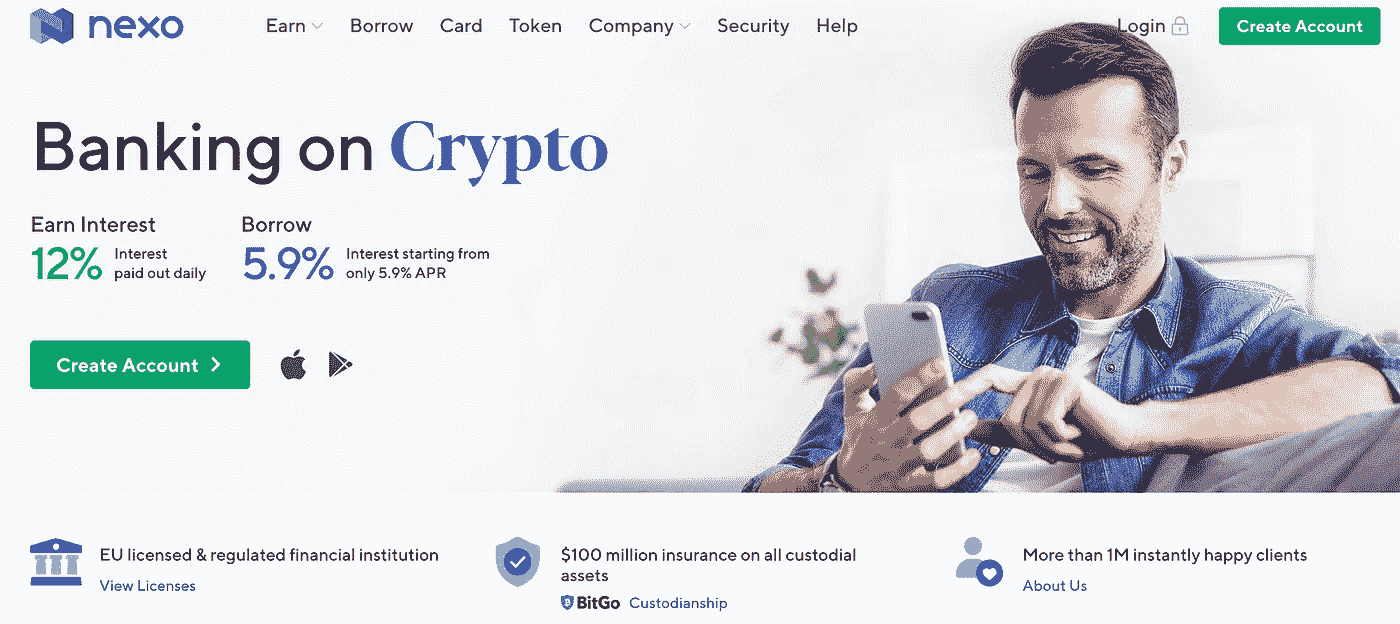 nexo Earn Borrow Card Token Company Security Help Login Create Account
Banking on Crypto
Earn Interest
12% Interest
paid out daily
Borrow
5.9% Interest starting from
only 5.9% APR
Create Account
EU licensed & regulated financial institution
View Licenses
$100 million insurance on all custodial
assets
BitGo Custodianship
More than 1M instantly happy clients
About Us